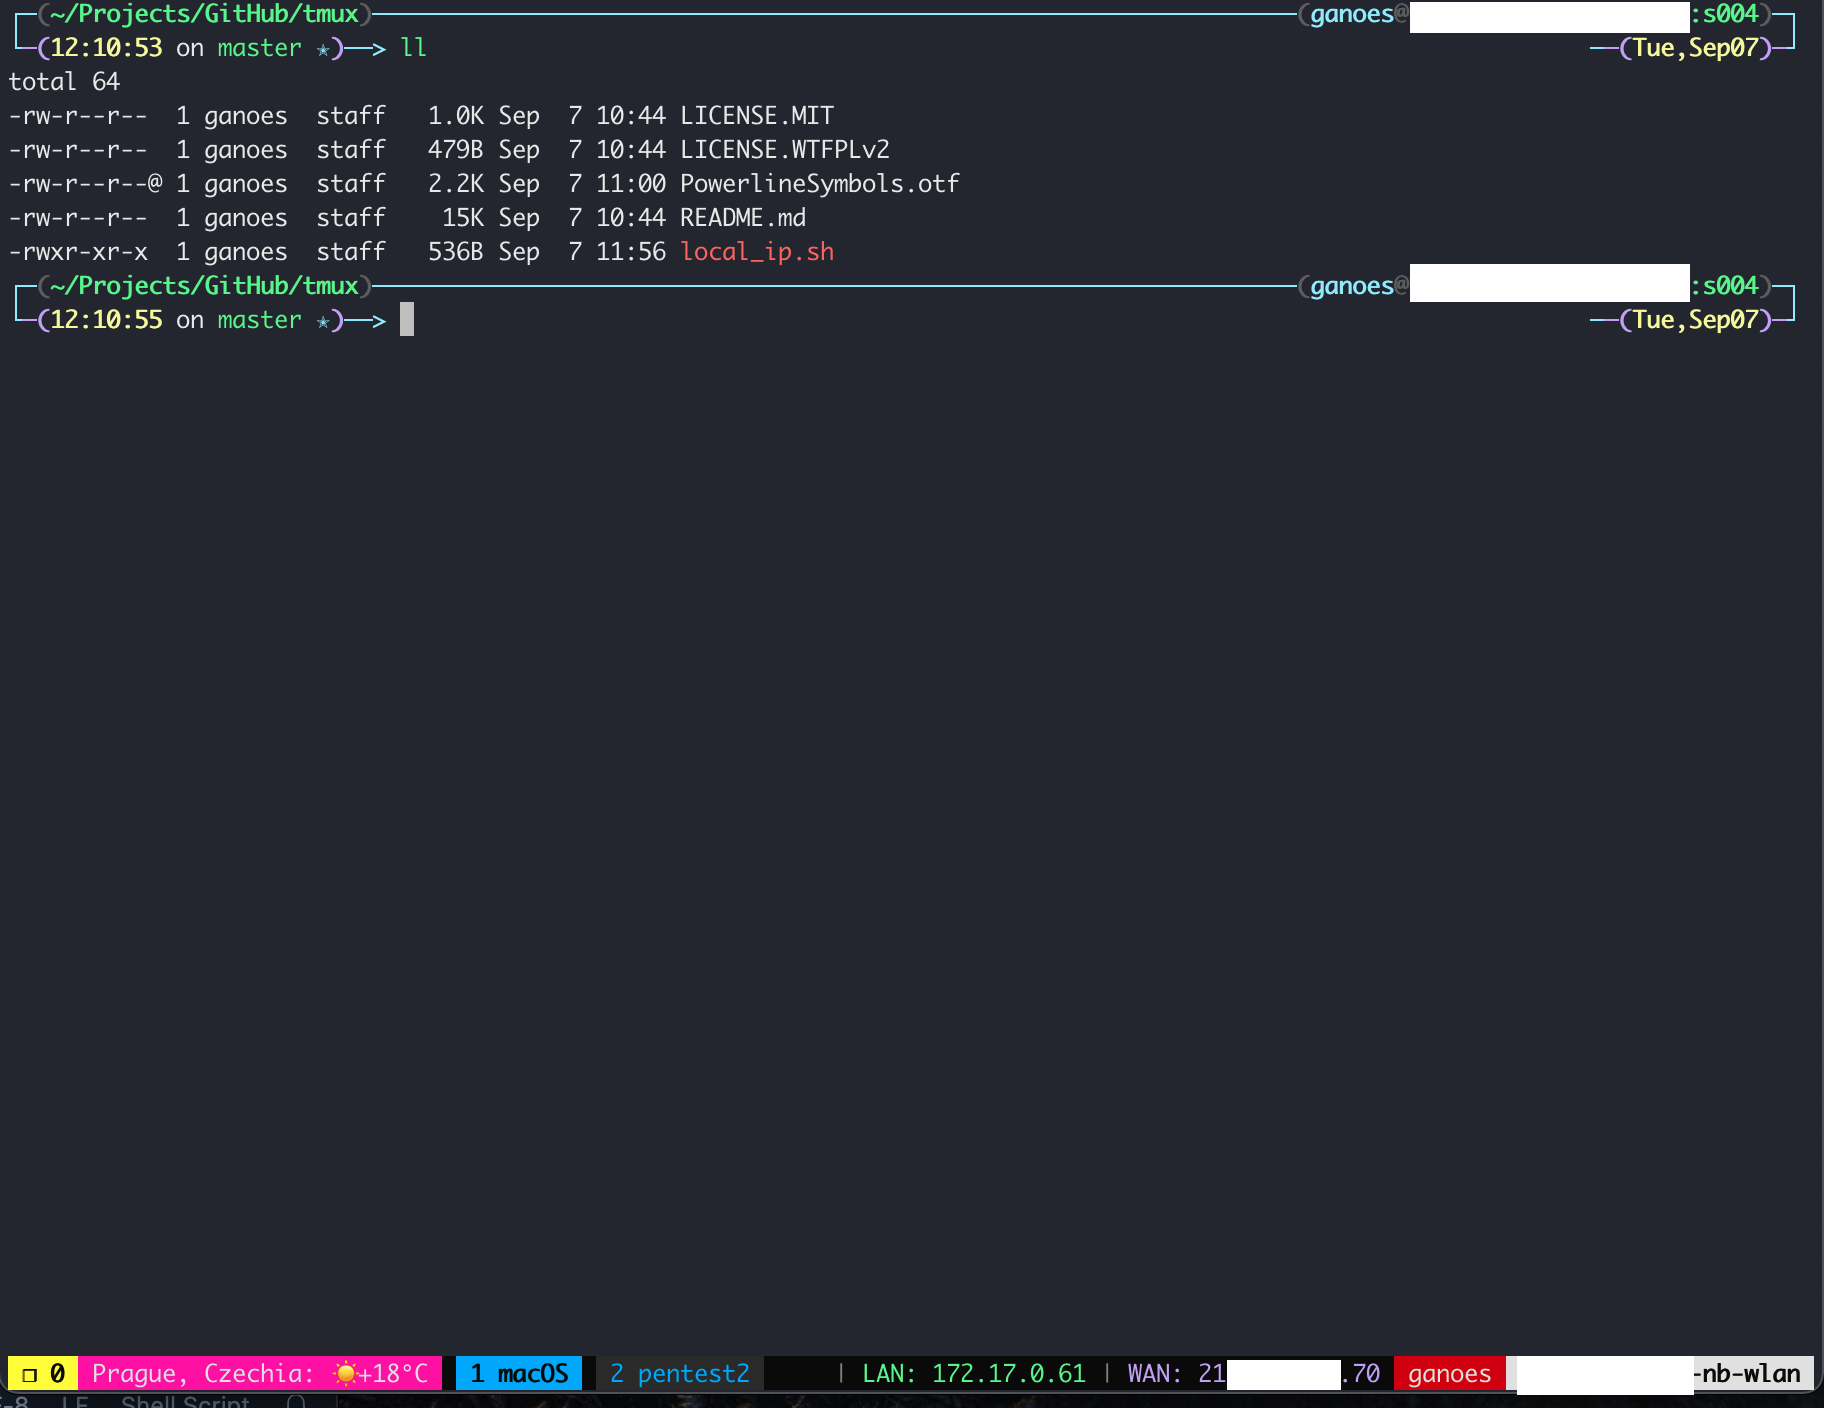 (~/Projects/GitHub/tmux) (ganoes@ :s004)
(12:10:53 on master ✭)—> ll —(Tue,Sep07)
total 64
-rw-r--r--  1 ganoes  staff   1.0K Sep  7 10:44 LICENSE.MIT
-rw-r--r--  1 ganoes  staff   479B Sep  7 10:44 LICENSE.WTFPLv2
-rw-r--r--@ 1 ganoes  staff   2.2K Sep  7 11:00 PowerlineSymbols.otf
-rw-r--r--  1 ganoes  staff    15K Sep  7 10:44 README.md
-rwxr-xr-x  1 ganoes  staff   536B Sep  7 11:56 local_ip.sh
(~/Projects/GitHub/tmux) (ganoes@ :s004)
(12:10:55 on master ✭)—> —(Tue,Sep07)
❐ 0 Prague, Czechia: ☀️+18°C 1 macOS 2 pentest2 | LAN: 172.17.0.61 | WAN: 21 .70 ganoes -nb-wlan
-8 LF Shell Script